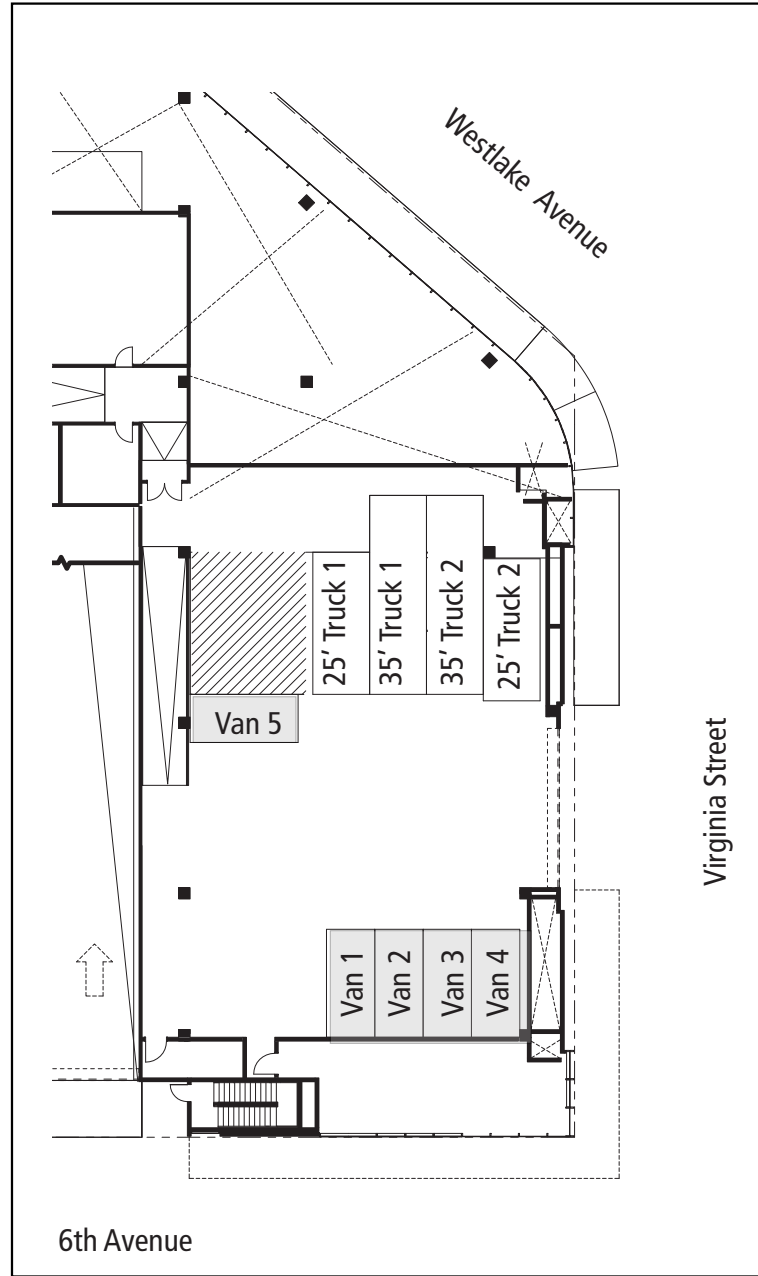 Westlake Avenue
25' Truck 1
35' Truck 1
35' Truck 2
25' Truck 2
Van 5
Virginia Street
Van 1
Van 2
Van 3
Van 4
6th Avenue